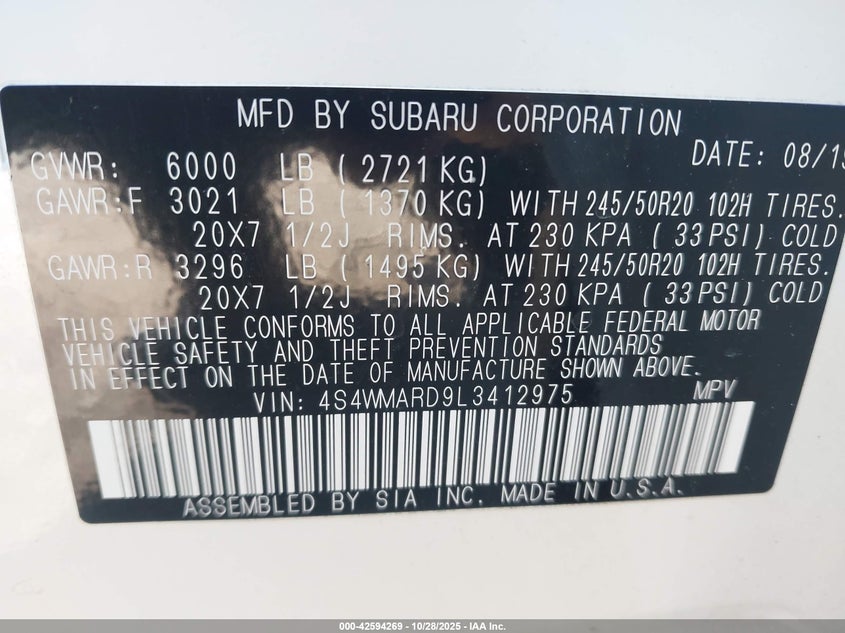 MFD BY SUBARU CORPORATION
GVWR: 6000 LB ( 2721 KG) DATE: 08/19
GAWR:F 3021 LB ( 1370 KG) WITH 245/50R20 102H TIRES.
20X7 1/2J RIMS. AT 230 KPA ( 33 PSI) COLD
GAWR:R 3296 LB ( 1495 KG) WITH 245/50R20 102H TIRES.
20X7 1/2J RIMS. AT 230 KPA ( 33 PSI) COLD
THIS VEHICLE CONFORMS TO ALL APPLICABLE FEDERAL MOTOR
VEHICLE SAFETY AND THEFT PREVENTION STANDARDS
IN EFFECT ON THE DATE OF MANUFACTURE SHOWN ABOVE.
VIN: 4S4WMARD9L3412975 MPV
ASSEMBLED BY SIA INC. MADE IN U.S.A.
000-42594269 | 10/28/2025 - IAA Inc.